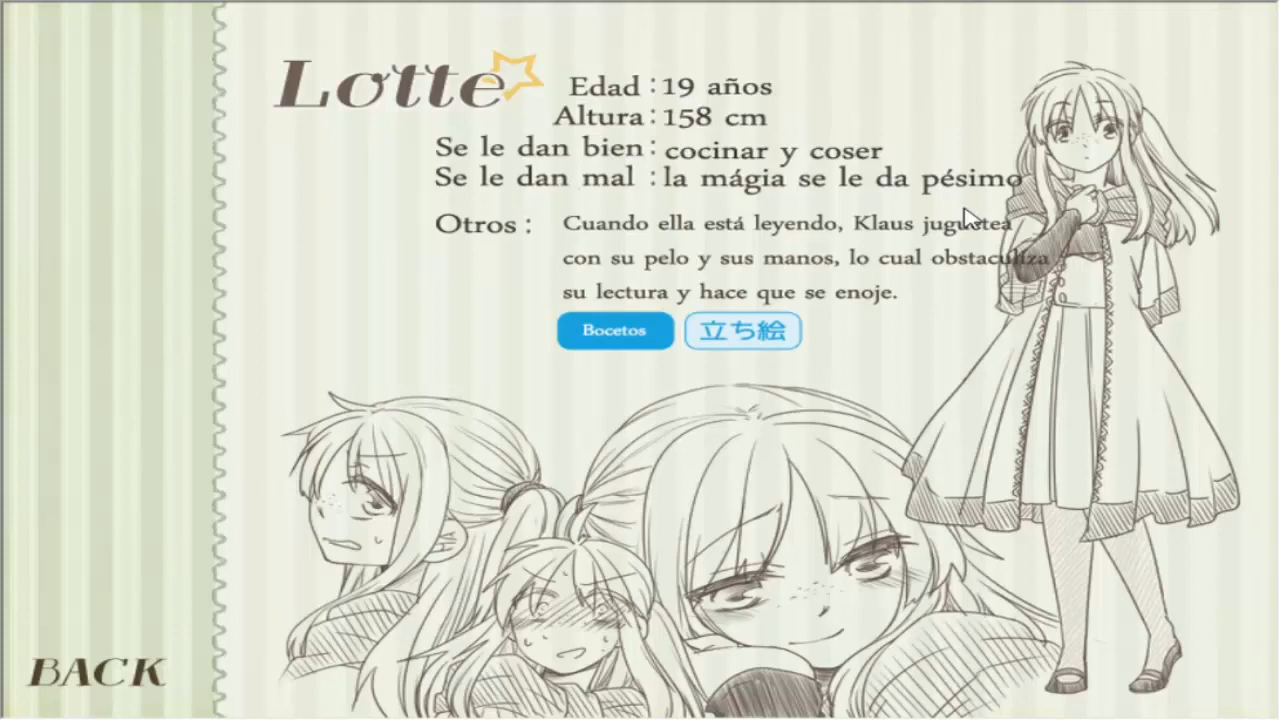 Lotte
Edad : 19 años
Altura : 158 cm
Se le dan bien : cocinar y coser
Se le dan mal : la mágia se le da pésimo
Otros : Cuando ella está leyendo, Klaus juguetea
con su pelo y sus manos, lo cual obstaculiza
su lectura y hace que se enoje.
Bocetos 立ち絵
BACK